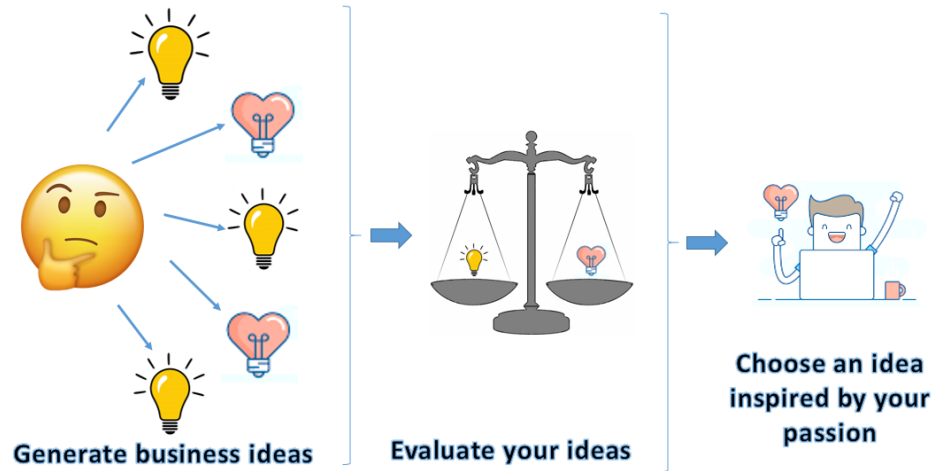 Generate business ideas
Evaluate your ideas
Choose an idea
inspired by your
passion